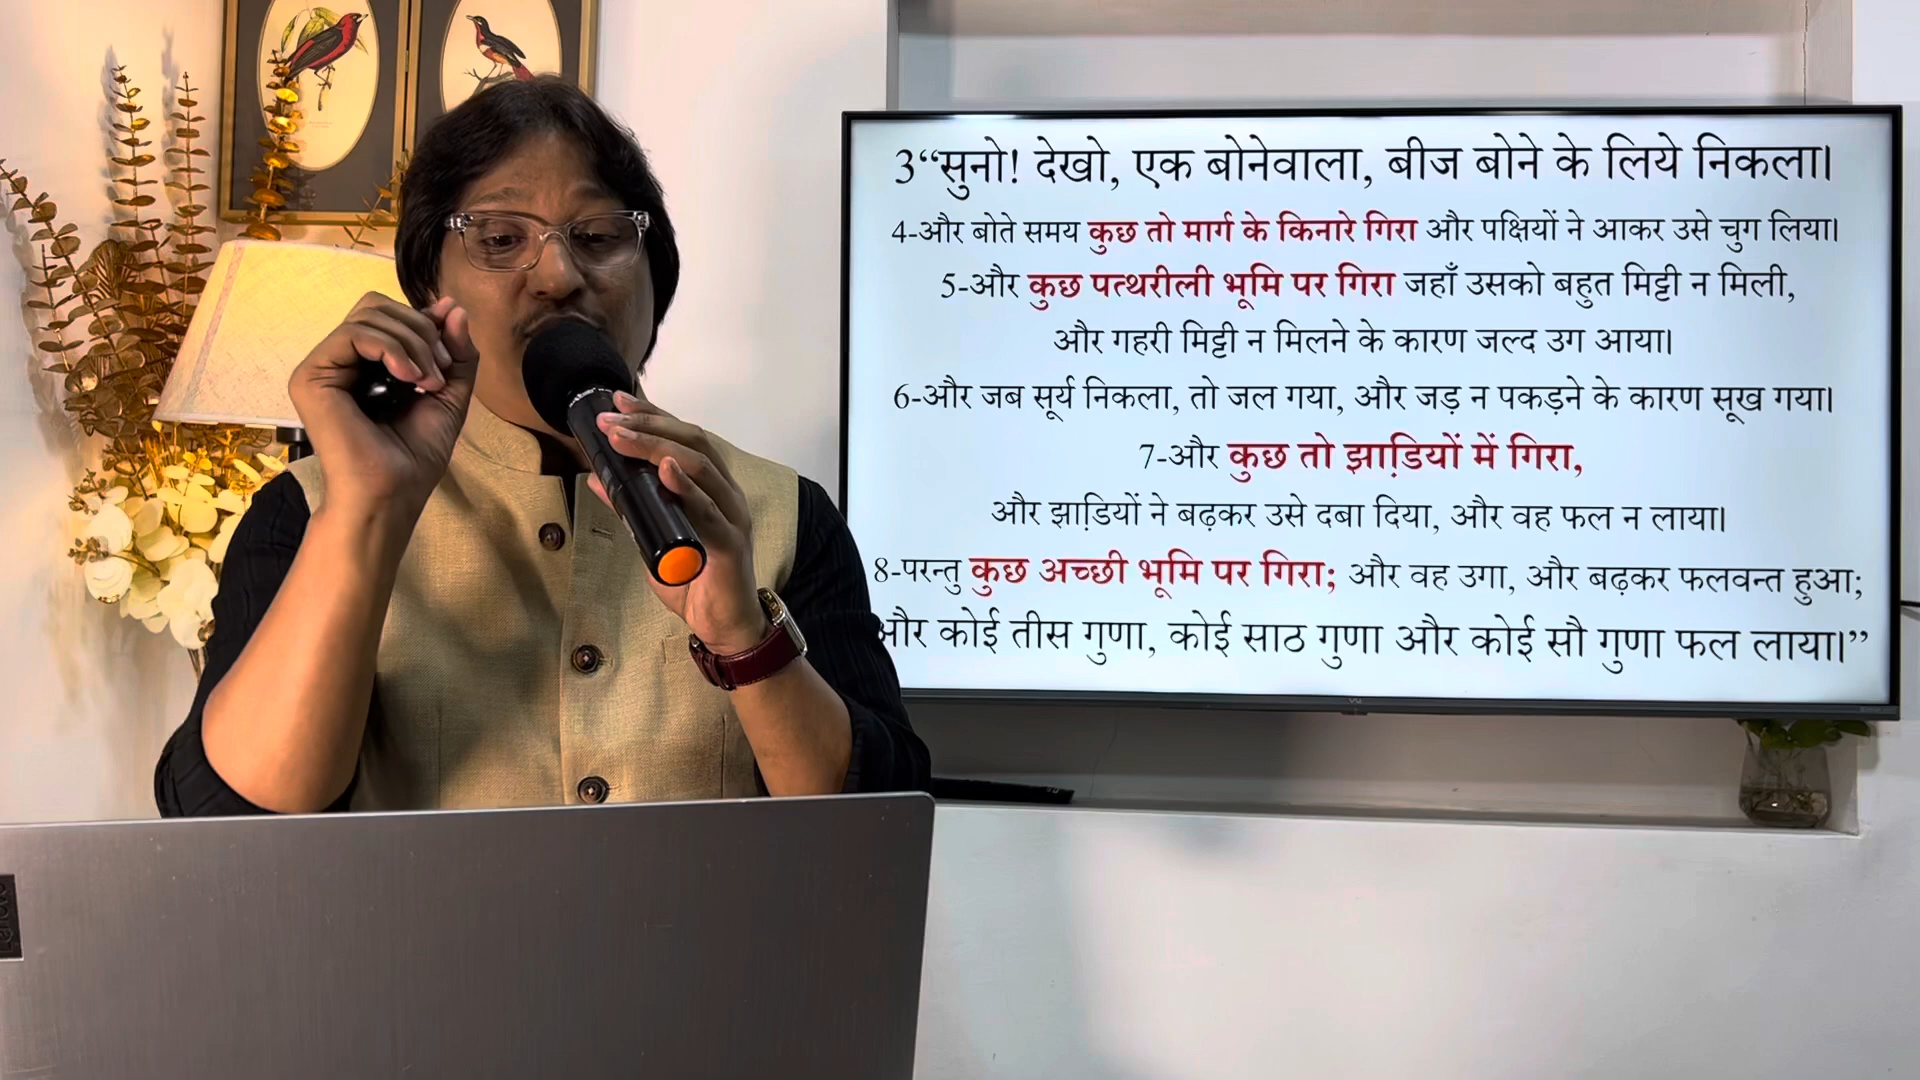 3“सुनो! देखो, एक बोनेवाला, बीज बोने के लिये निकला।
4-और बोते समय कुछ तो मार्ग के किनारे गिरा और पक्षियों ने आकर उसे चुग लिया।
5-और कुछ पत्थरीली भूमि पर गिरा जहाँ उसको बहुत मिट्टी न मिली,
और गहरी मिट्टी न मिलने के कारण जल्द उग आया।
6-और जब सूर्य निकला, तो जल गया, और जड़ न पकड़ने के कारण सूख गया।
7-और कुछ तो झाड़ियों में गिरा,
और झाड़ियों ने बढ़कर उसे दबा दिया, और वह फल न लाया।
8-परन्तु कुछ अच्छी भूमि पर गिरा; और वह उगा, और बढ़कर फलवन्त हुआ;
और कोई तीस गुणा, कोई साठ गुणा और कोई सौ गुणा फल लाया।”
Lenovo